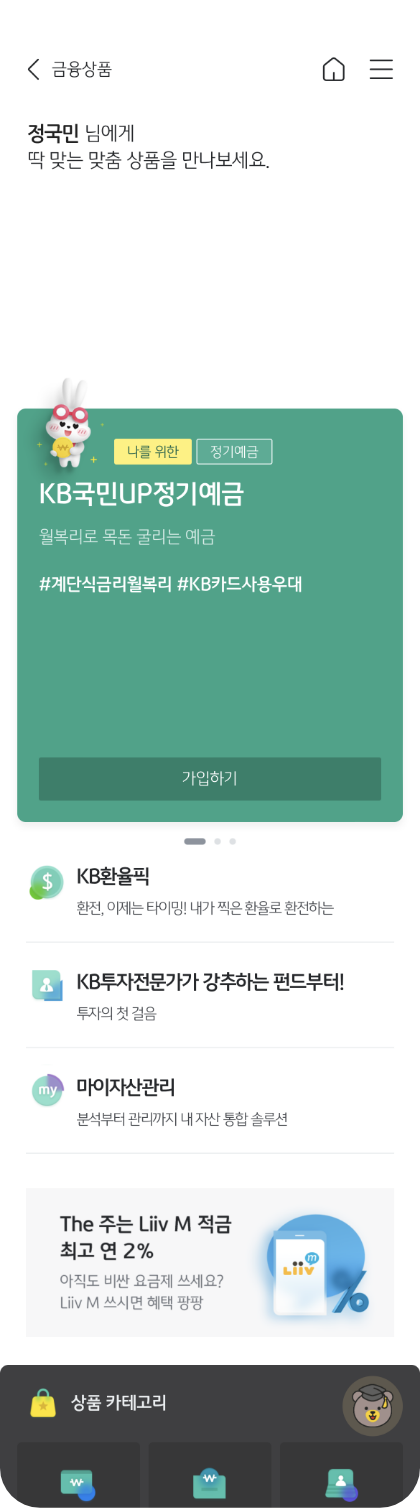 금융상품
정국민 님에게
딱 맞는 맞춤 상품을 만나보세요.
나를 위한 정기예금
KB국민UP정기예금
월복리로 목돈 굴리는 예금
#계단식금리월복리 #KB카드사용우대
가입하기
$
KB환율픽
환전, 이제는 타이밍! 내가 찍은 환율로 환전하는
KB투자전문가가 강추하는 펀드부터!
투자의 첫 걸음
my
마이자산관리
분석부터 관리까지 내 자산 통합 솔루션
The 주는 Liiv M 적금
최고 연 2%
아직도 비싼 요금제 쓰세요?
Liiv M 쓰시면 혜택 팡팡
m
Liiv
%
상품 카테고리
₩
₩